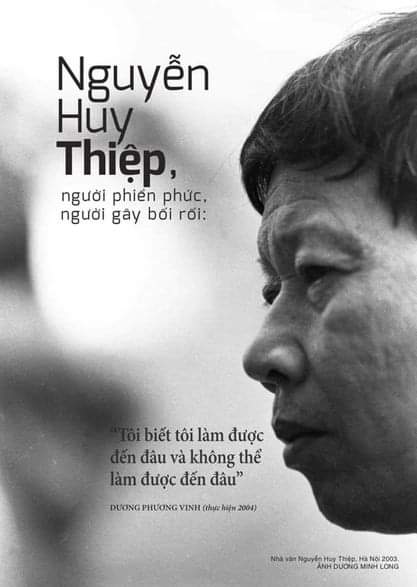 Nguyễn
Huy
Thiệp,
người phiền phức,
người gây bối rối:
“Tôi biết tôi làm được
đến đâu và không thể
làm được đến đâu”
DƯƠNG PHƯƠNG VINH (thực hiện 2004)
Nhà văn Nguyễn Huy Thiệp, Hà Nội 2003.
ẢNH DƯƠNG MINH LONG